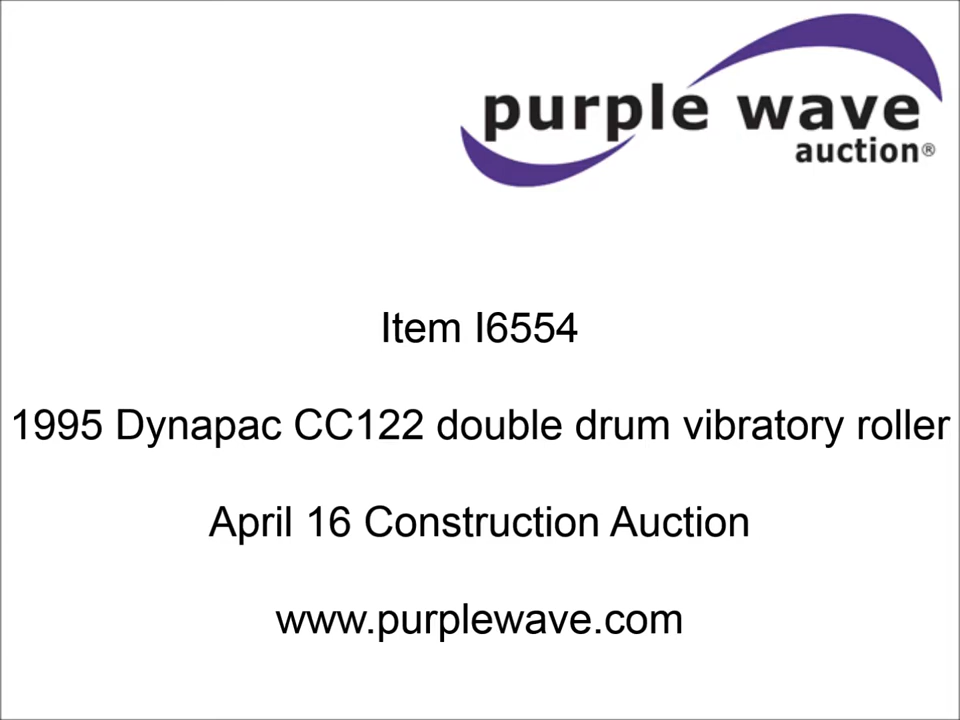 purple wave
auction®
Item I6554
1995 Dynapac CC122 double drum vibratory roller
April 16 Construction Auction
www.purplewave.com